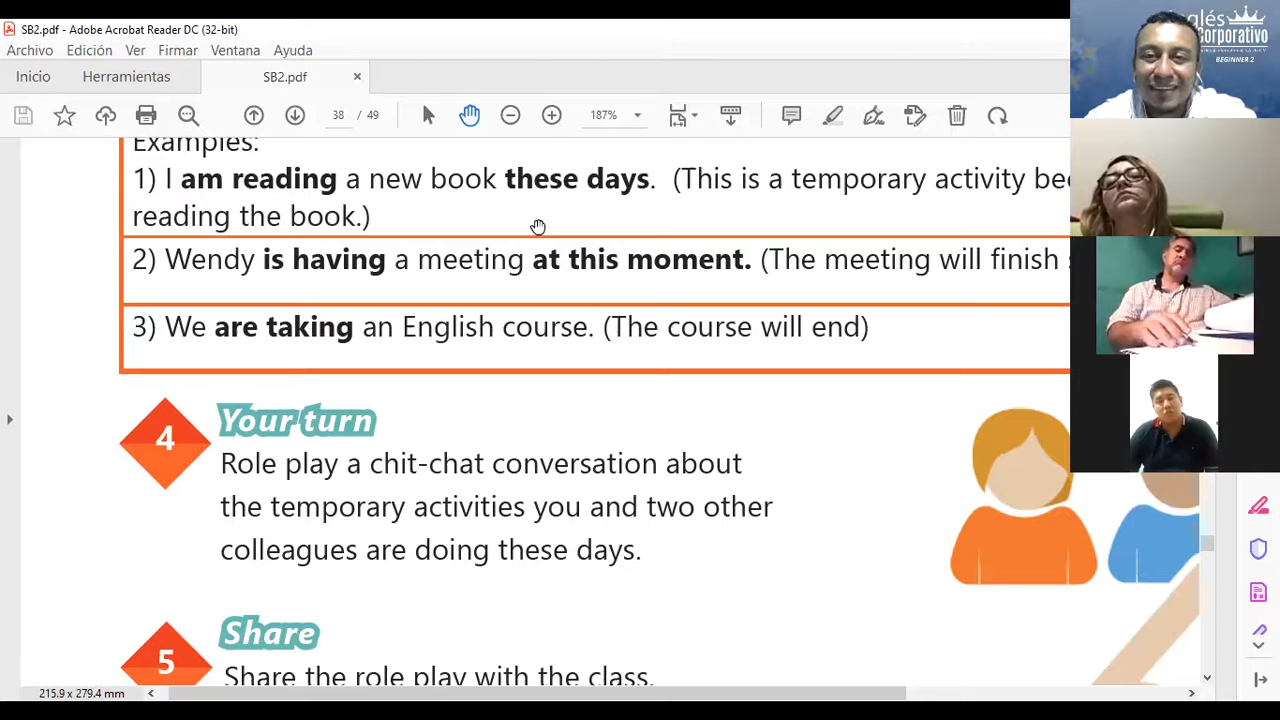 SB2.pdf - Adobe Acrobat Reader DC (32-bit)
Archivo Edición Ver Firmar Ventana Ayuda
Inicio Herramientas SB2.pdf ×
38 / 49 187%
Inglés
Corporativo
BEGINNER 2
Examples:
1) I am reading a new book these days. (This is a temporary activity
reading the book.)
2) Wendy is having a meeting at this moment. (The meeting will finish
3) We are taking an English course. (The course will end)
4 Your turn
Role play a chit-chat conversation about
the temporary activities you and two other
colleagues are doing these days.
5 Share
Share the role play with the class.
215.9 x 279.4 mm